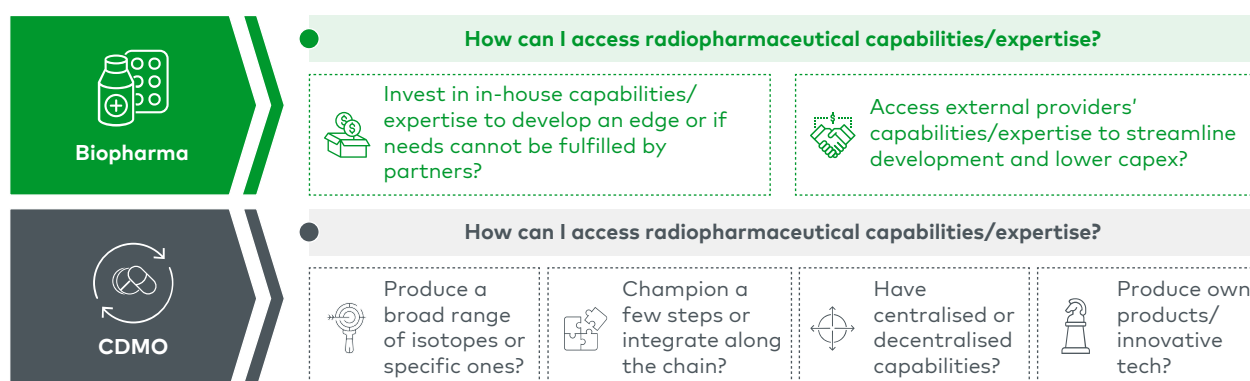 How can I access radiopharmaceutical capabilities/expertise?
Biopharma
Invest in in-house capabilities/
expertise to develop an edge or if
needs cannot be fulfilled by
partners?
Access external providers'
capabilities/expertise to streamline
development and lower capex?
How can I access radiopharmaceutical capabilities/expertise?
CDMO
Produce a
broad range
of isotopes or
specific ones?
Champion a
few steps or
integrate along
the chain?
Have
centralised or
decentralised
capabilities?
Produce own
products/
innovative
tech?